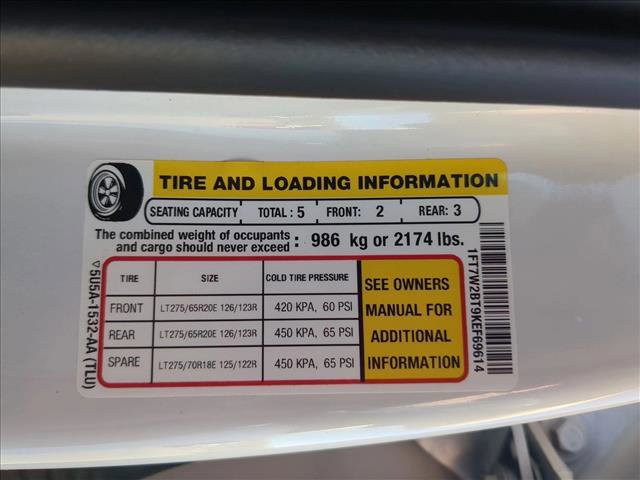 TIRE AND LOADING INFORMATION
SEATING CAPACITY TOTAL : 5 FRONT: 2 REAR: 3
The combined weight of occupants and cargo should never exceed : 986 kg or 2174 lbs.
TIRE SIZE COLD TIRE PRESSURE
FRONT LT275/65R20E 126/123R 420 KPA, 60 PSI
REAR LT275/65R20E 126/123R 450 KPA, 65 PSI
SPARE LT275/70R18E 125/122R 450 KPA, 65 PSI
SEE OWNERS
MANUAL FOR
ADDITIONAL
INFORMATION
▽5U5A-1532-AA (TLU)
1FT7W2BT9KEF69614